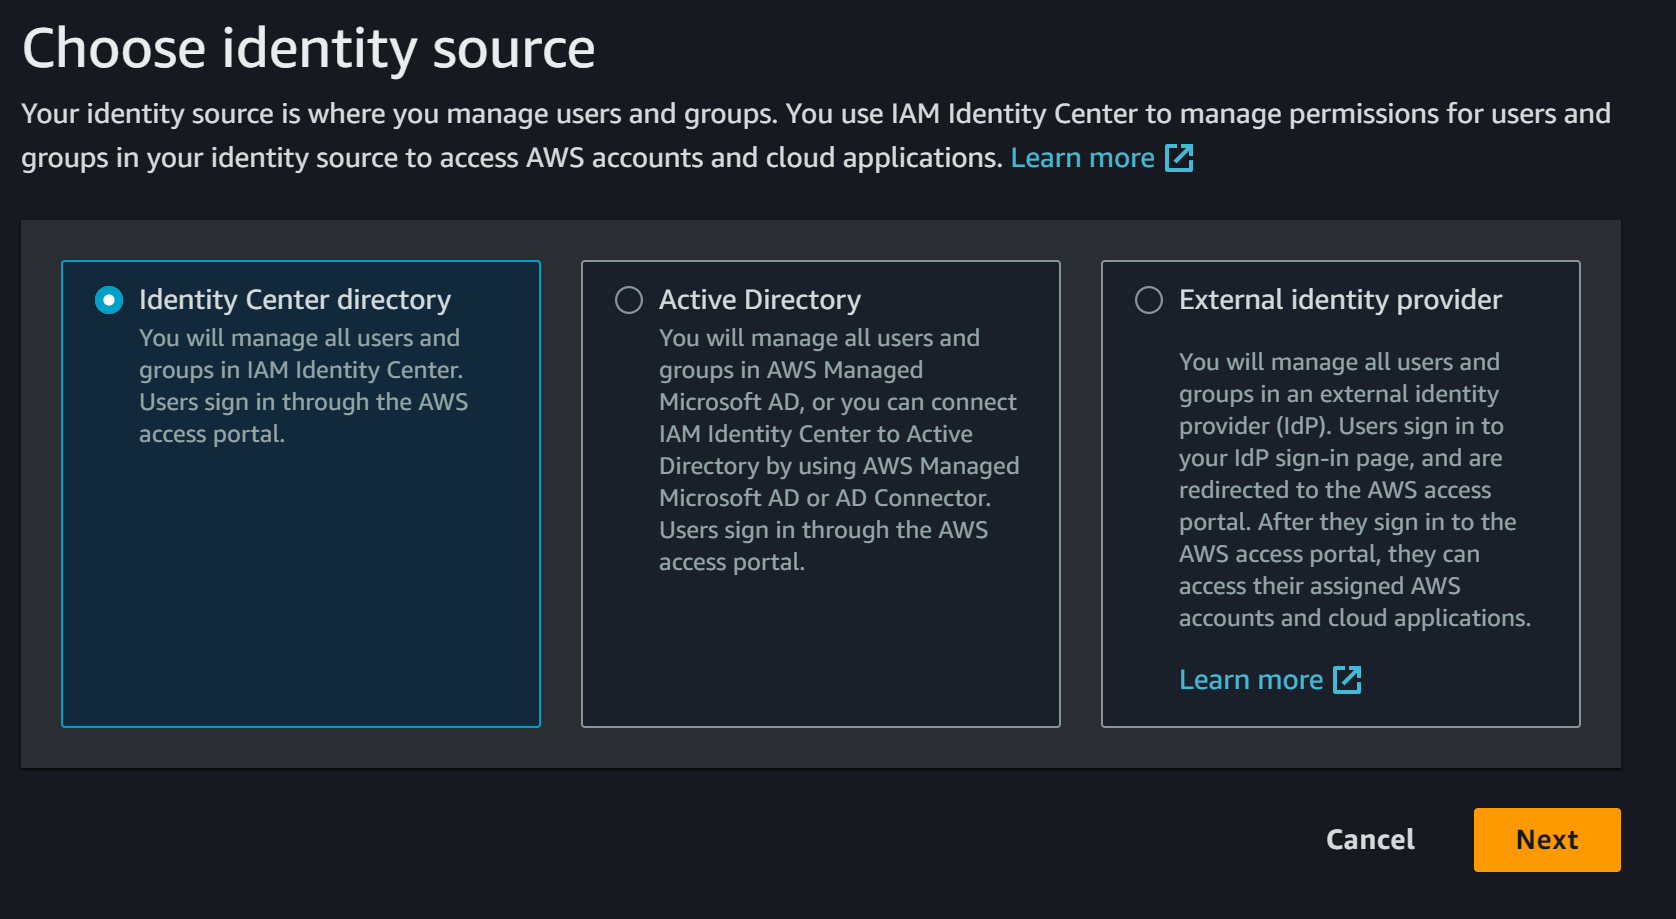 Choose identity source
Your identity source is where you manage users and groups. You use IAM Identity Center to manage permissions for users and
groups in your identity source to access AWS accounts and cloud applications. Learn more
Identity Center directory
You will manage all users and
groups in IAM Identity Center.
Users sign in through the AWS
access portal.
Active Directory
You will manage all users and
groups in AWS Managed
Microsoft AD, or you can connect
IAM Identity Center to Active
Directory by using AWS Managed
Microsoft AD or AD Connector.
Users sign in through the AWS
access portal.
External identity provider
You will manage all users and
groups in an external identity
provider (IdP). Users sign in to
your IdP sign-in page, and are
redirected to the AWS access
portal. After they sign in to the
AWS access portal, they can
access their assigned AWS
accounts and cloud applications.
Learn more
Cancel
Next